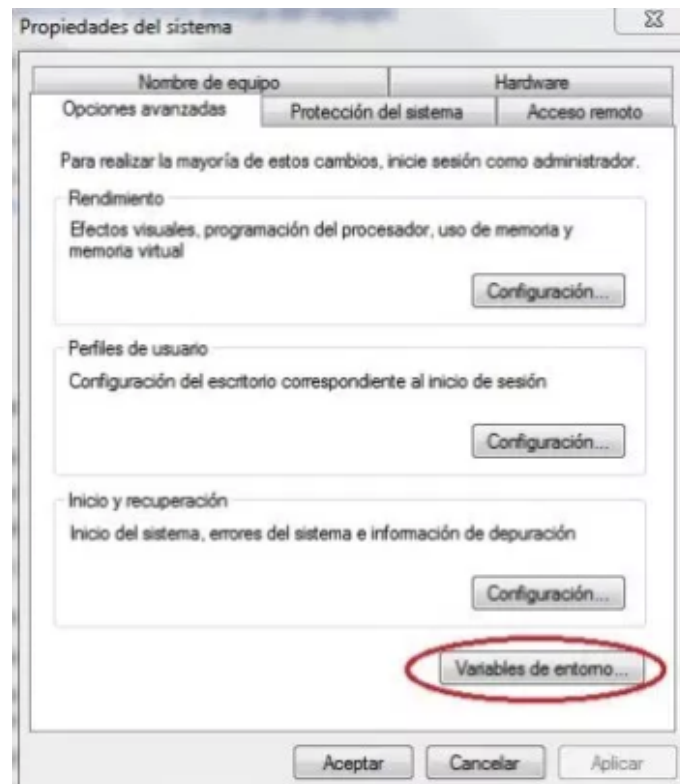 Propiedades del sistema
Nombre de equipo
Hardware
Opciones avanzadas
Protección del sistema
Acceso remoto
Para realizar la mayoría de estos cambios, inicie sesión como administrador.
Rendimiento
Efectos visuales, programación del procesador, uso de memoria y
memoria virtual
Configuración...
Perfiles de usuario
Configuración del escritorio correspondiente al inicio de sesión
Configuración...
Inicio y recuperación
Inicio del sistema, errores del sistema e información de depuración
Configuración...
Variables de entorno...
Aceptar
Cancelar
Aplicar